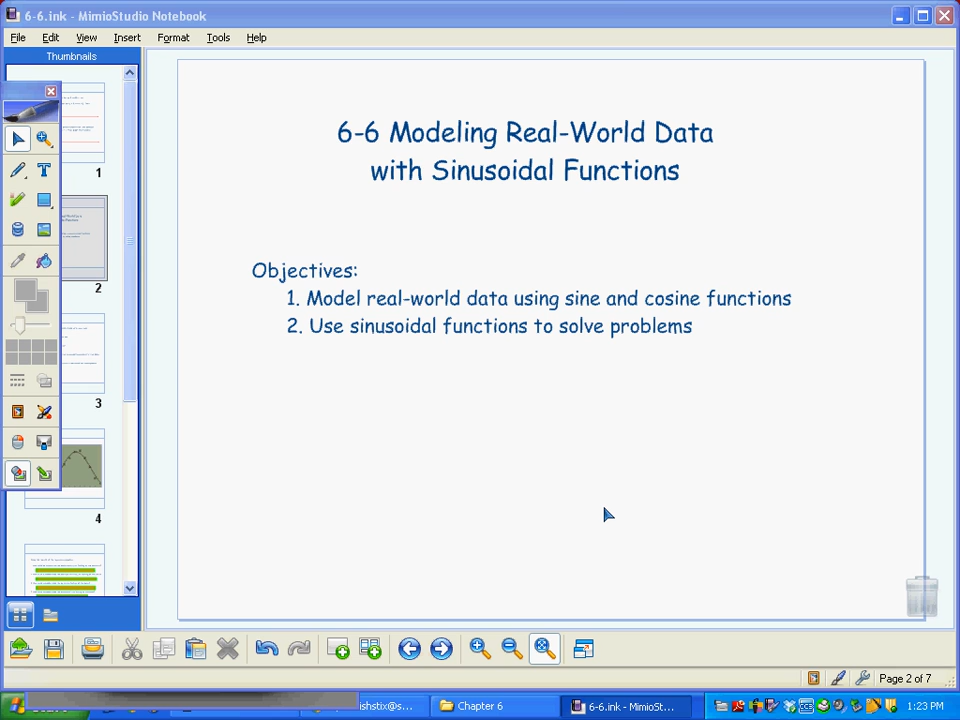 6-6.ink - MimioStudio Notebook
File Edit View Insert Format Tools Help
Thumbnails
1
2
3
4
6-6 Modeling Real-World Data
with Sinusoidal Functions
Objectives:
1. Model real-world data using sine and cosine functions
2. Use sinusoidal functions to solve problems
Page 2 of 7
ishstix@s...
Chapter 6
6-6.ink - MimioSt...
1:23 PM